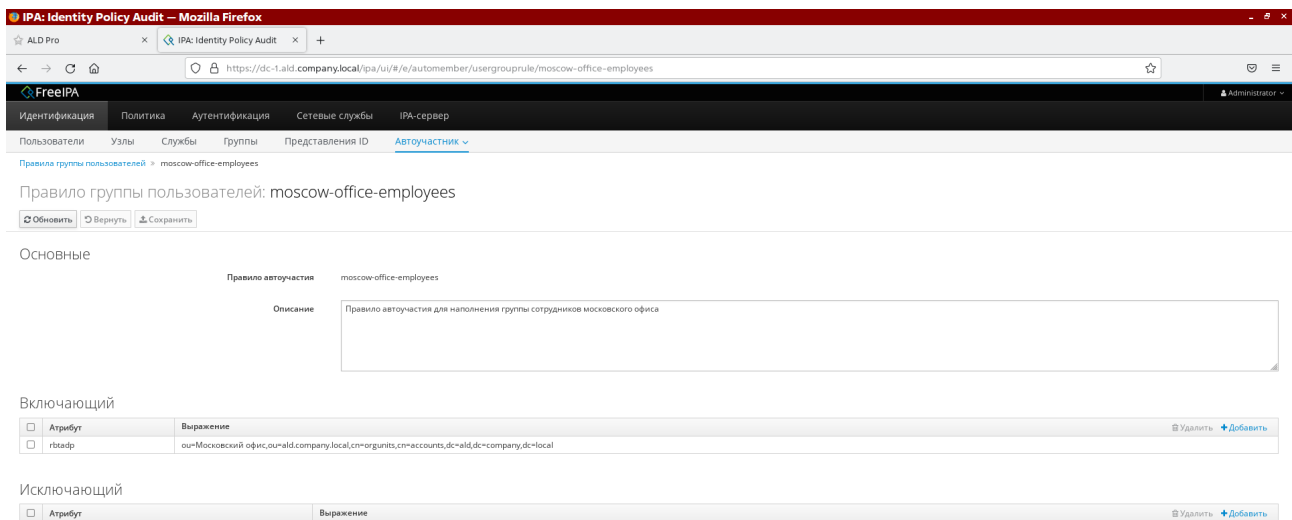 IPA: Identity Policy Audit — Mozilla Firefox
ALD Pro × IPA: Identity Policy Audit × +
https://dc-1.ald.company.local/ipa/ui/#/e/automember/usergrouprule/moscow-office-employees
FreeIPA Administrator
Идентификация Политика Аутентификация Сетевые службы IPA-сервер
Пользователи Узлы Службы Группы Представления ID Автоучастник
Правила группы пользователей » moscow-office-employees
Правило группы пользователей: moscow-office-employees
Обновить Вернуть Сохранить
Основные
Правило автоучастия moscow-office-employees
Описание Правило автоучастия для наполнения группы сотрудников московского офиса
Включающий
Атрибут Выражение Удалить +Добавить
rbtadp ou=Московский офис,ou=ald.company.local,cn=orgunits,cn=accounts,dc=ald,dc=company,dc=local
Исключающий
Атрибут Выражение Удалить +Добавить